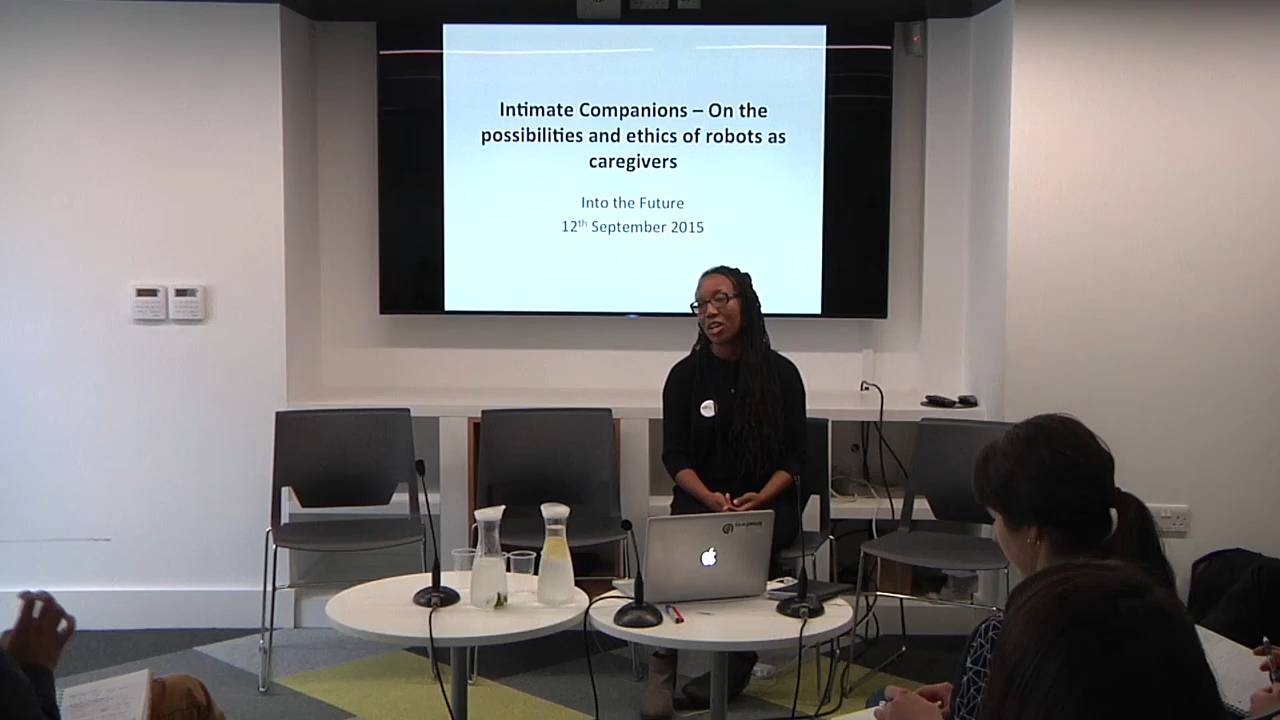 Intimate Companions – On the
possibilities and ethics of robots as
caregivers
Into the Future
12th September 2015